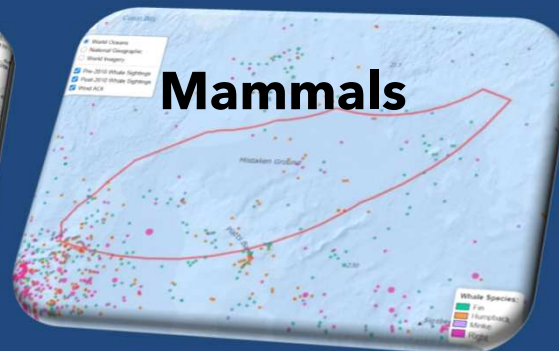 World Oceans
National Geographic
World Imagery
Pre-2010 Whale Sightings
Post-2010 Whale Sightings
Wind AOI
Mammals
Mistaken Ground
Whale Species:
Fin
Humpback
Minke
Right